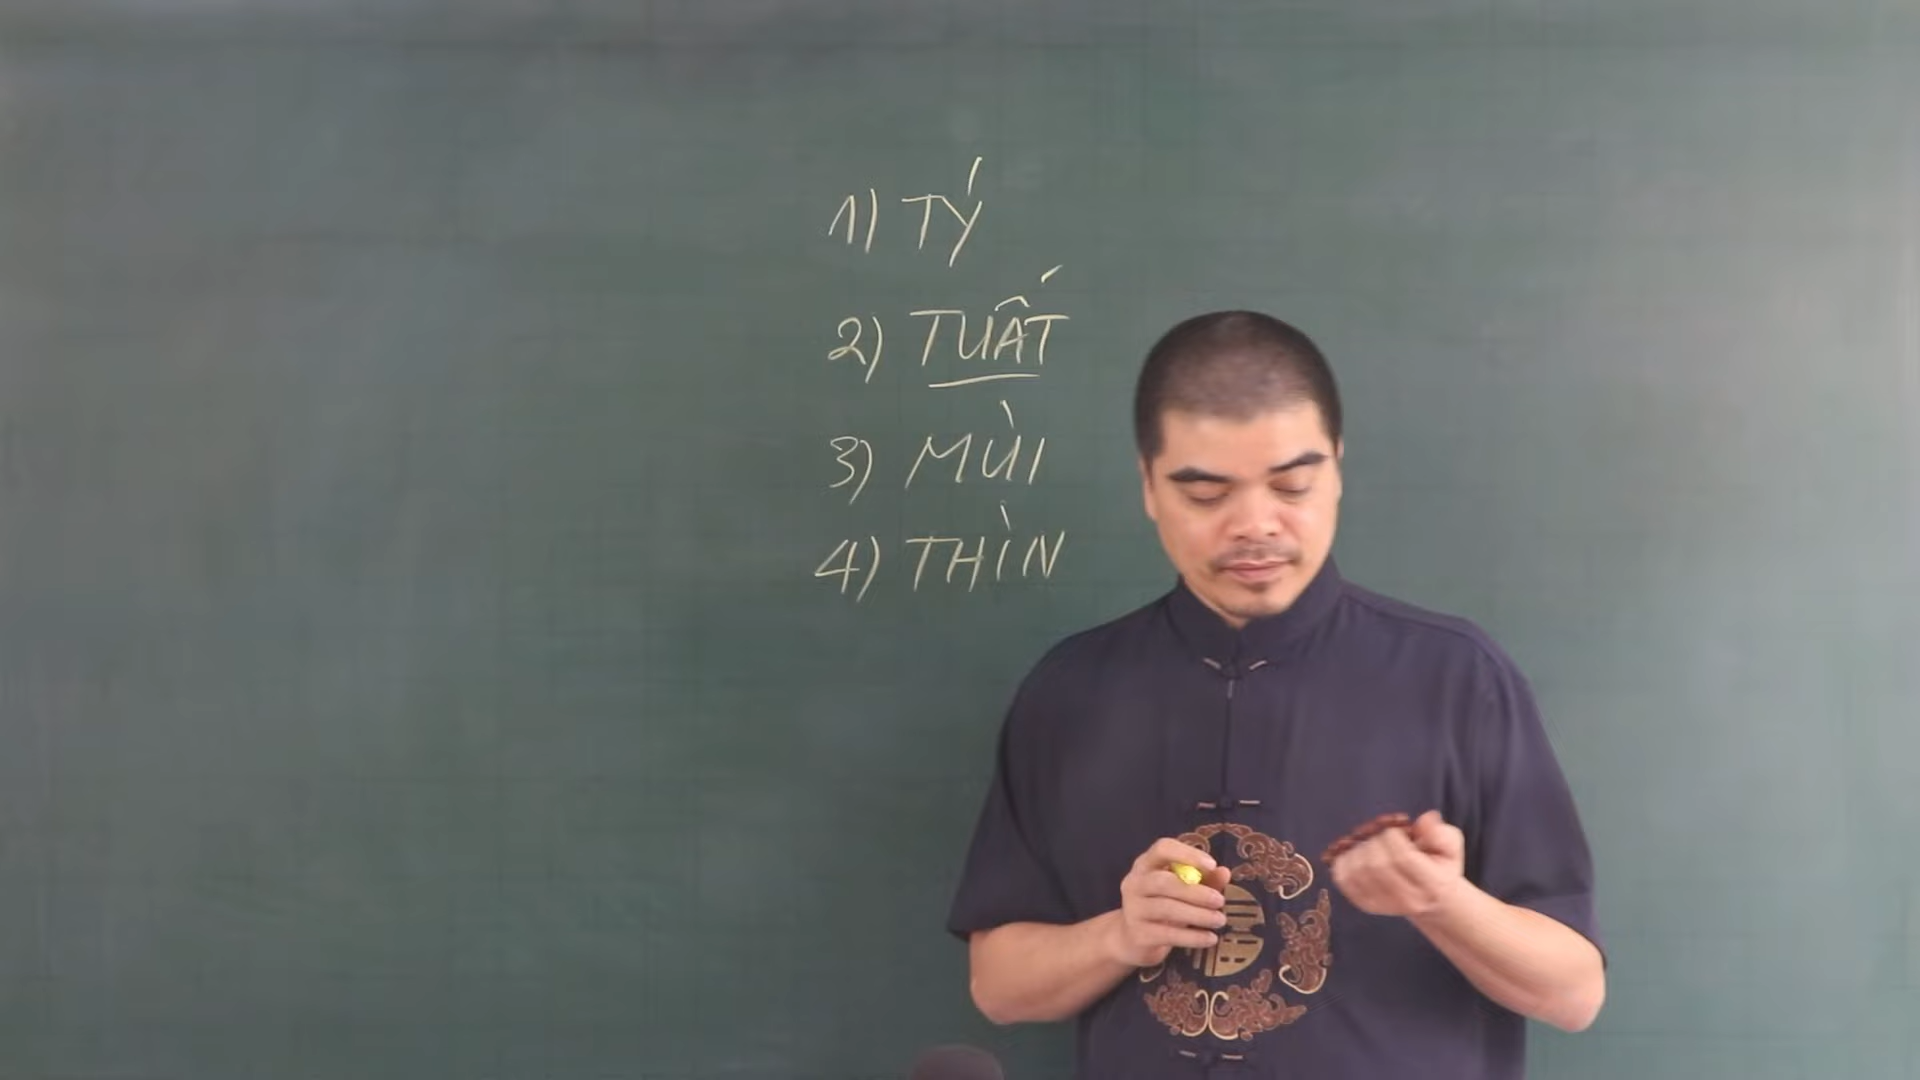 1) TÝ
2) TUẤT
3) MÙI
4) THÌN